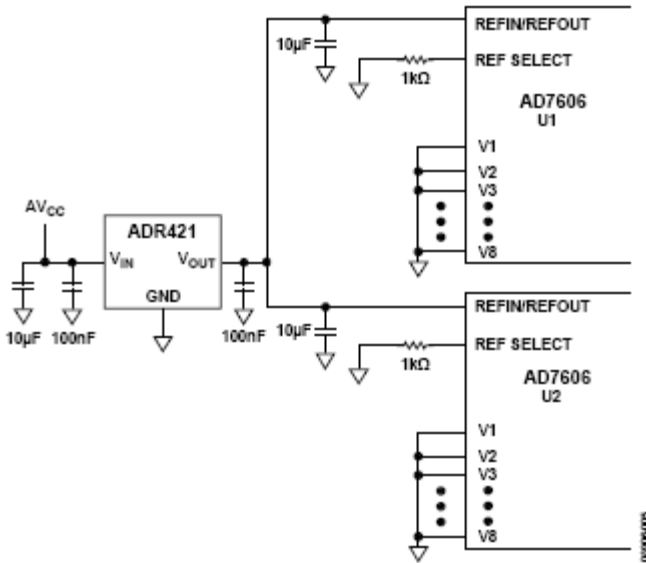 REFIN/REFOUT
10µF
REF SELECT
1kΩ
AD7606
U1
V1
V2
V3
V8
AVCC
ADR421
VIN
VOUT
GND
10µF
100nF
100nF
REFIN/REFOUT
10µF
REF SELECT
1kΩ
AD7606
U2
V1
V2
V3
V8